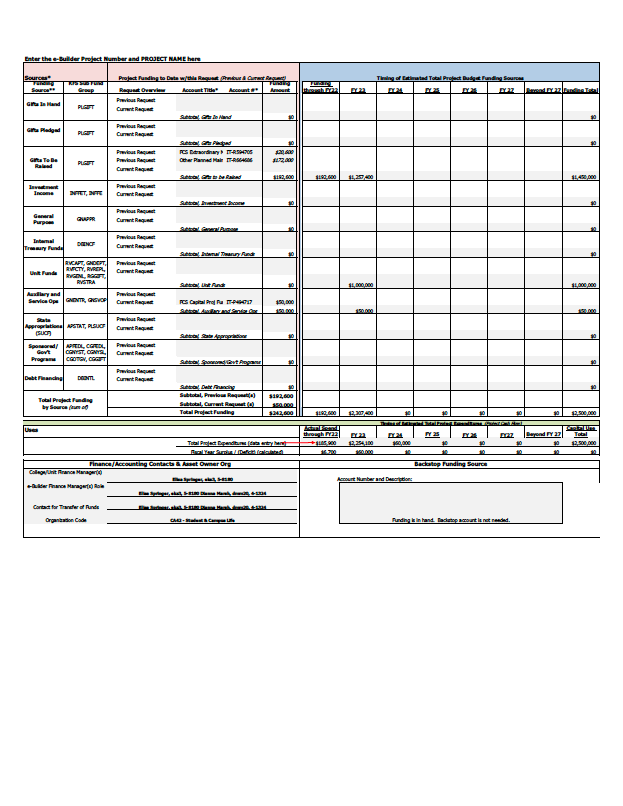 Enter the e-Builder Project Number and PROJECT NAME here
Sources* Project Funding to Date w/this Request (Previous & Current Request) Timing of Estimated Total Project Budget Funding Sources
Funding Source** KFS Sub Fund Group Request Overview Account Title* Account #* Funding Amount Funding through FY22 FY 23 FY 24 FY 25 FY 26 FY 27 Beyond FY 27 Funding Total
Gifts In Hand PLGIFT Previous Request
Current Request
Subtotal, Gifts In Hand $0 $0
Gifts Pledged PLGIFT Previous Request
Current Request
Subtotal, Gifts Pledged $0 $0
Gifts To Be Raised PLGIFT Previous Request FCS Extraordinary M IT-R594705 $20,600
Previous Request Other Planned Main IT-R664686 $172,000
Current Request
Subtotal, Gifts to be Raised $192,600 $192,600 $1,257,400 $1,450,000
Investment Income INFFET, INFFE Previous Request
Current Request
Subtotal, Investment Income $0 $0
General Purpose GNAPPR Previous Request
Current Request
Subtotal, General Purpose $0 $0
Internal Treasury Funds DBINCF Previous Request
Current Request
Subtotal, Internal Treasury Funds $0 $0
Unit Funds RVCAPT, GNDEPT, RVFCTY, RVREPL, RVGENL, RGGIFT, RVSTRA Previous Request
Current Request
Subtotal, Unit Funds $0 $1,000,000 $1,000,000
Auxiliary and Service Ops GNENTR, GNSVOP Previous Request
Current Request FCS Capital Proj Fu IT-P494717 $50,000
Subtotal, Auxiliary and Service Ops $50,000 $50,000 $50,000
State Appropriations (SUCF) APSTAT, PLSUCF Previous Request
Current Request
Subtotal, State Appropriations $0 $0
Sponsored/ Gov't Programs APFEDL, CGFEDL, CGNYST, CGNYSL, CGOTGV, CGGIFT Previous Request
Current Request
Subtotal, Sponsored/Gov't Programs $0 $0
Debt Financing DBINTL Previous Request
Current Request
Subtotal, Debt Financing $0 $0
Total Project Funding by Source (sum of) Subtotal, Previous Request(s) $192,600
Subtotal, Current Request (s) $50,000
Total Project Funding $242,600 $192,600 $2,307,400 $0 $0 $0 $0 $0 $2,500,000
Timing of Estimated Total Project Expenditures (Project Cash Flow)
Uses Actual Spend through FY22 FY 23 FY 24 FY 25 FY 26 FY27 Beyond FY 27 Capital Use Total
Total Project Expenditures (data entry here) $185,900 $2,254,100 $60,000 $0 $0 $0 $0 $2,500,000
Fiscal Year Surplus / (Deficit) (calculated) $6,700 $60,000 $0 $0 $0 $0 $0 $0
Finance/Accounting Contacts & Asset Owner Org Backstop Funding Source
College/Unit Finance Manager(s)
Elise Springer, eka3, 5-8180 Account Number and Description:
e-Builder Finance Manager(s) Role
Elise Springer, eka3, 5-8180 Dianna Marsh, dmm20, 4-1324
Contact for Transfer of Funds Elise Springer, eka3, 5-8180 Dianna Marsh, dmm20, 4-1324
Organization Code CA42 - Student & Campus Life Funding is in hand. Backstop account is not needed.